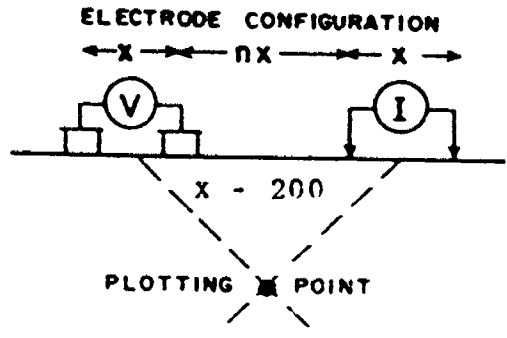 ELECTRODE CONFIGURATION
x nx x
V I
x - 200
PLOTTING POINT